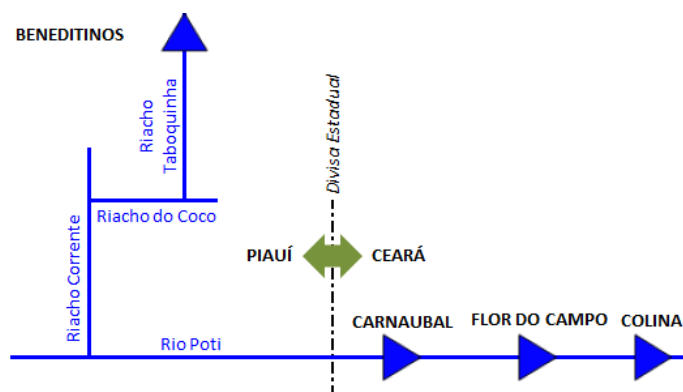 BENEDITINOS
Riacho
Taboquinha
Divisa Estadual
Riacho do Coco
Riacho Corrente
PIAUÍ
CEARÁ
CARNAUBAL
FLOR DO CAMPO
COLINA
Rio Poti